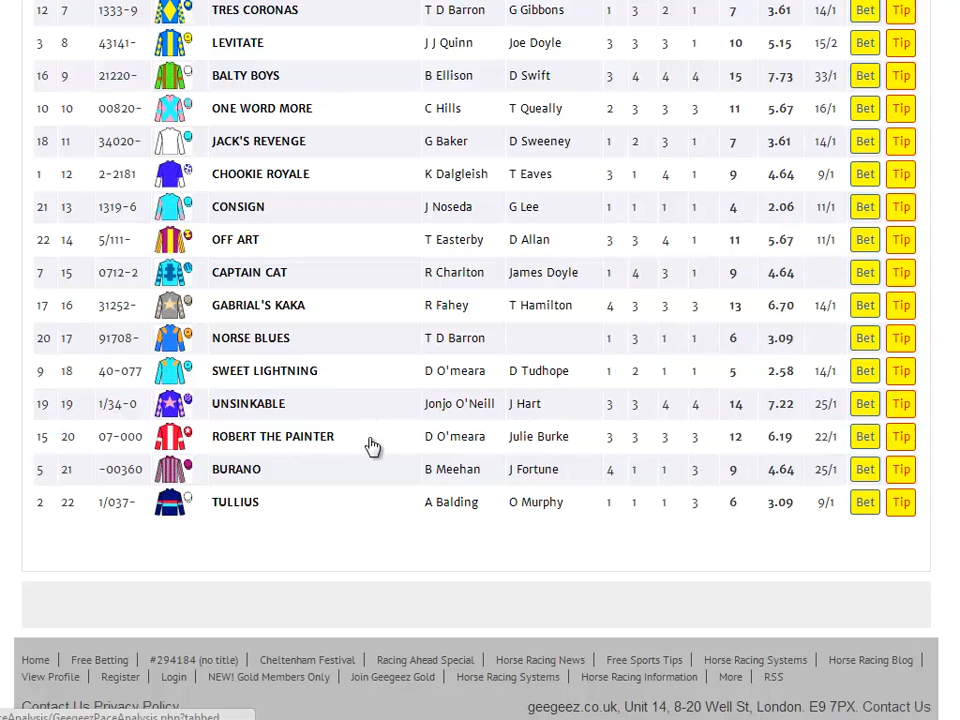 12 7 1333-9 TRES CORONAS T D Barron G Gibbons 1 3 2 1 7 3.61 14/1 Bet Tip
3 8 43141- LEVITATE J J Quinn Joe Doyle 3 3 3 1 10 5.15 15/2 Bet Tip
16 9 21220- BALTY BOYS B Ellison D Swift 3 4 4 4 15 7.73 33/1 Bet Tip
10 10 00820- ONE WORD MORE C Hills T Queally 2 3 3 3 11 5.67 16/1 Bet Tip
18 11 34020- JACK'S REVENGE G Baker D Sweeney 1 2 3 1 7 3.61 14/1 Bet Tip
1 12 2-2181 CHOOKIE ROYALE K Dalgleish T Eaves 3 1 4 1 9 4.64 9/1 Bet Tip
21 13 1319-6 CONSIGN J Noseda G Lee 1 1 1 1 4 2.06 11/1 Bet Tip
22 14 5/111- OFF ART T Easterby D Allan 3 3 4 1 11 5.67 11/1 Bet Tip
7 15 0712-2 CAPTAIN CAT R Charlton James Doyle 1 4 3 1 9 4.64 Bet Tip
17 16 31252- GABRIAL'S KAKA R Fahey T Hamilton 4 3 3 3 13 6.70 14/1 Bet Tip
20 17 91708- NORSE BLUES T D Barron 1 3 1 1 6 3.09 Bet Tip
9 18 40-077 SWEET LIGHTNING D O'meara D Tudhope 1 2 1 1 5 2.58 14/1 Bet Tip
19 19 1/34-0 UNSINKABLE Jonjo O'Neill J Hart 3 3 4 4 14 7.22 25/1 Bet Tip
15 20 07-000 ROBERT THE PAINTER D O'meara Julie Burke 3 3 3 3 12 6.19 22/1 Bet Tip
5 21 -00360 BURANO B Meehan J Fortune 4 1 1 3 9 4.64 25/1 Bet Tip
2 22 1/037- TULLIUS A Balding O Murphy 1 1 1 3 6 3.09 9/1 Bet Tip
Home | Free Betting | #294184 (no title) | Cheltenham Festival | Racing Ahead Special | Horse Racing News | Free Sports Tips | Horse Racing Systems | Horse Racing Blog
View Profile | Register | Login | NEW! Gold Members Only | Join Geegeez Gold | Horse Racing Systems | Horse Racing Information | More | RSS
Contact Us Privacy Policy geegeez.co.uk, Unit 14, 8-20 Well St, London. E9 7PX. Contact Us
aceAnalysis/GeegeezPaceAnalysis.php?tabbed